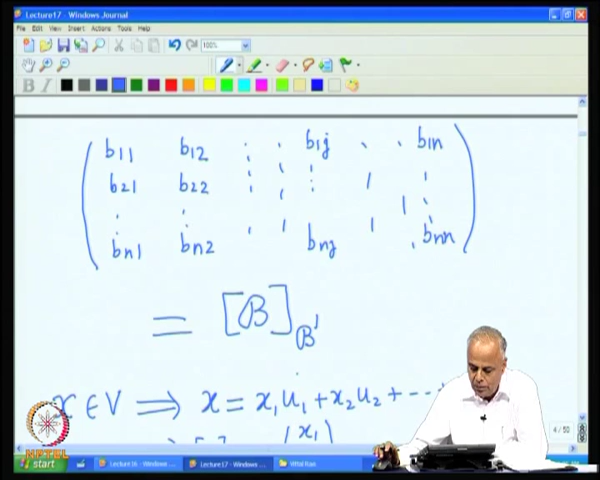 Lecture17 - Windows Journal
File Edit View Insert Actions Tools Help
100%
B I
b11 b12 : . b1j . . b1n
b21 b22 : . :
bn1 bn2 bnj . bnn
= [B]B'
x ∈ V ⟹ x = x1u1 + x2u2 + ----
x1
4 / 50
NPTEL
start Lecture16 - Windows ... Lecture17 - Windows ... Vittal Rao